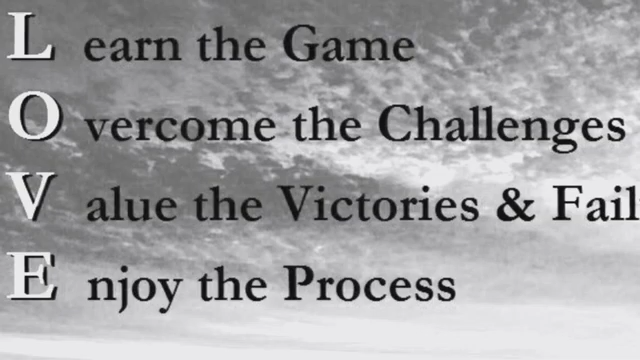 L earn the Game
O vercome the Challenges
V alue the Victories & Fail
E njoy the Process